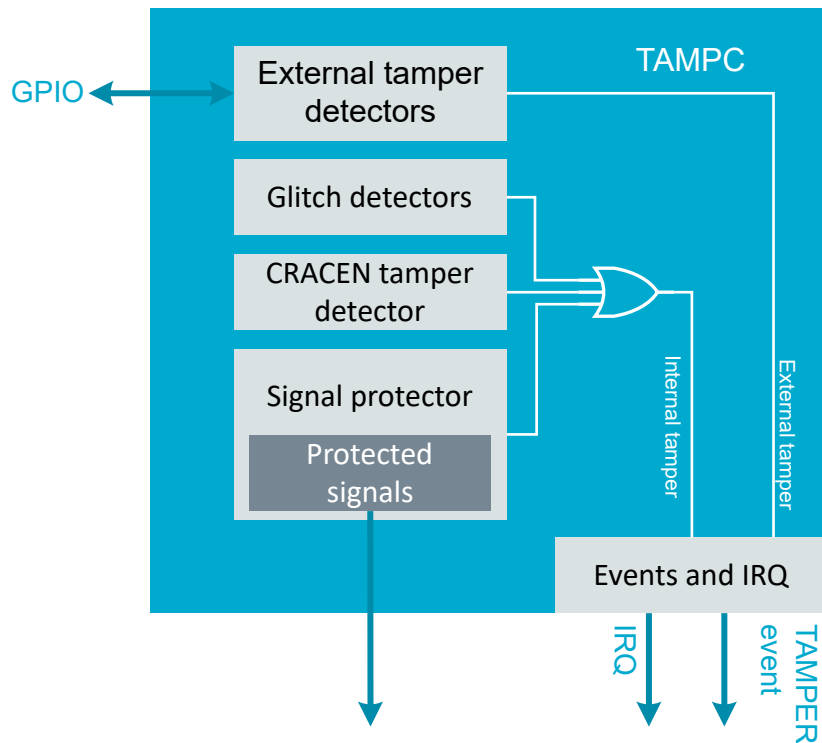 TAMPC
GPIO
External tamper
detectors
Glitch detectors
CRACEN tamper
detector
Signal protector
Protected
signals
Internal tamper
External tamper
Events and IRQ
IRQ
TAMPER
event